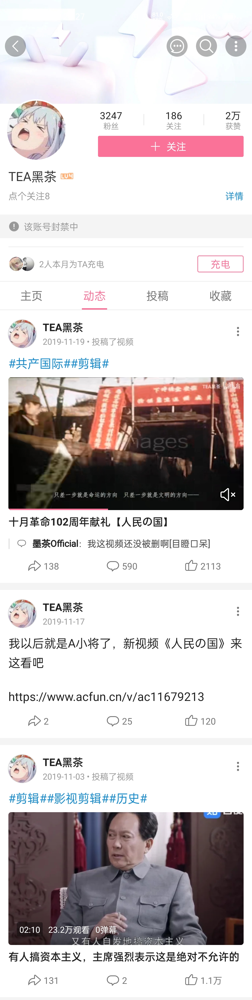 27
81.0
KB/s
3247
粉丝
186
关注
2万
获赞
关注
TEA黑茶 LV4
点个关注8
详情
该账号封禁中
2人本月为TA充电
充电
主页
动态
投稿
收藏
TEA黑茶
2019-11-19 • 投稿了视频
#共产国际##剪辑#
TEA黑茶 bilibili
ages
只差一步就是命运的方向 只差一步就是文明的方向——
十月革命102周年献礼【人民の国】
墨茶Official：我这视频还没被删啊[目瞪口呆]
138
590
2113
TEA黑茶
2019-11-17
我以后就是A小将了，新视频《人民の国》来
这看吧
https://www.acfun.cn/v/ac11679213
2
25
120
TEA黑茶
2019-11-03 • 投稿了视频
#剪辑##影视剪辑##历史#
02:10 23.2万观看 0弹幕
又有人自发地搞资本主义
有人搞资本主义，主席强烈表示这是绝对不允许的
131
2
1.1万